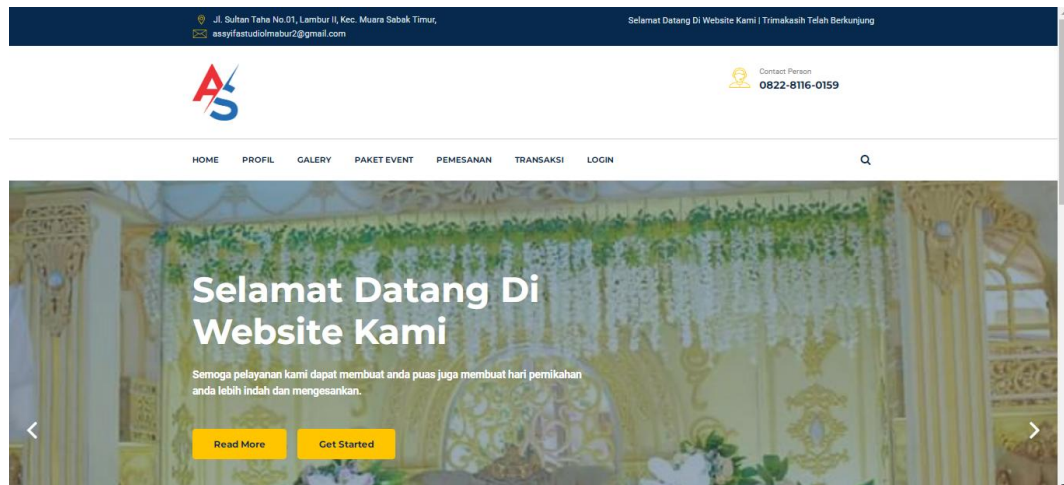 Jl. Sultan Taha No.01, Lambur II, Kec. Muara Sabak Timur,
assyifastudiolmabur2@gmail.com
Selamat Datang Di Website Kami | Trimakasih Telah Berkunjung
AS
Contact Person
0822-8116-0159
HOME PROFIL GALERY PAKET EVENT PEMESANAN TRANSAKSI LOGIN
Selamat Datang Di
Website Kami
Semoga pelayanan kami dapat membuat anda puas juga membuat hari pernikahan
anda lebih indah dan mengesankan.
Read More Get Started